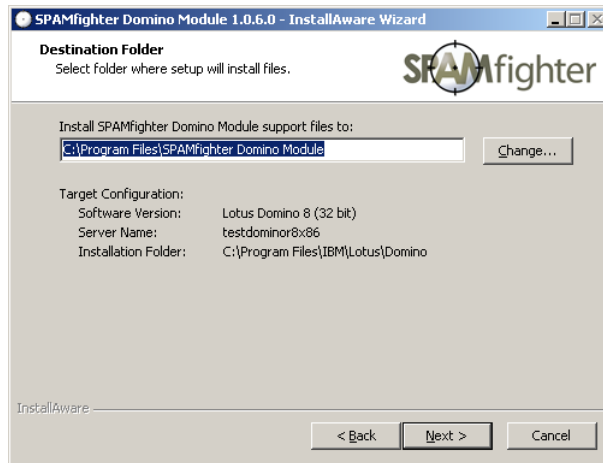 SPAMfighter Domino Module 1.0.6.0 - InstallAware Wizard
Destination Folder
Select folder where setup will install files.
SPAMfighter
Install SPAMfighter Domino Module support files to:
C:\Program Files\SPAMfighter Domino Module
Change...
Target Configuration:
Software Version: Lotus Domino 8 (32 bit)
Server Name: testdominor8x86
Installation Folder: C:\Program Files\IBM\Lotus\Domino
InstallAware
< Back Next > Cancel